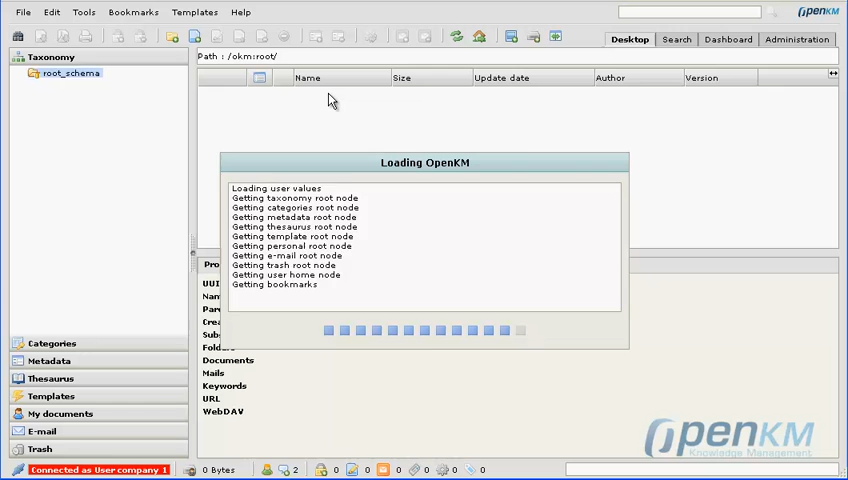 File Edit Tools Bookmarks Templates Help
OPENKM
Desktop Search Dashboard Administration
Taxonomy
Path : /okm:root/
root_schema
Name Size Update date Author Version
Loading OpenKM
Loading user values
Getting taxonomy root node
Getting categories root node
Getting metadata root node
Getting thesaurus root node
Getting template root node
Getting personal root node
Getting e-mail root node
Getting trash root node
Getting user home node
Getting bookmarks
Pro
UUI
Nam
Pare
Crea
Subs
Folde
Documents
Mails
Keywords
URL
WebDAV
Categories
Metadata
Thesaurus
Templates
My documents
E-mail
Trash
OPENKM
Knowledge Management
Connected as User company 1
0 Bytes 2 0 0 0 0 0 0